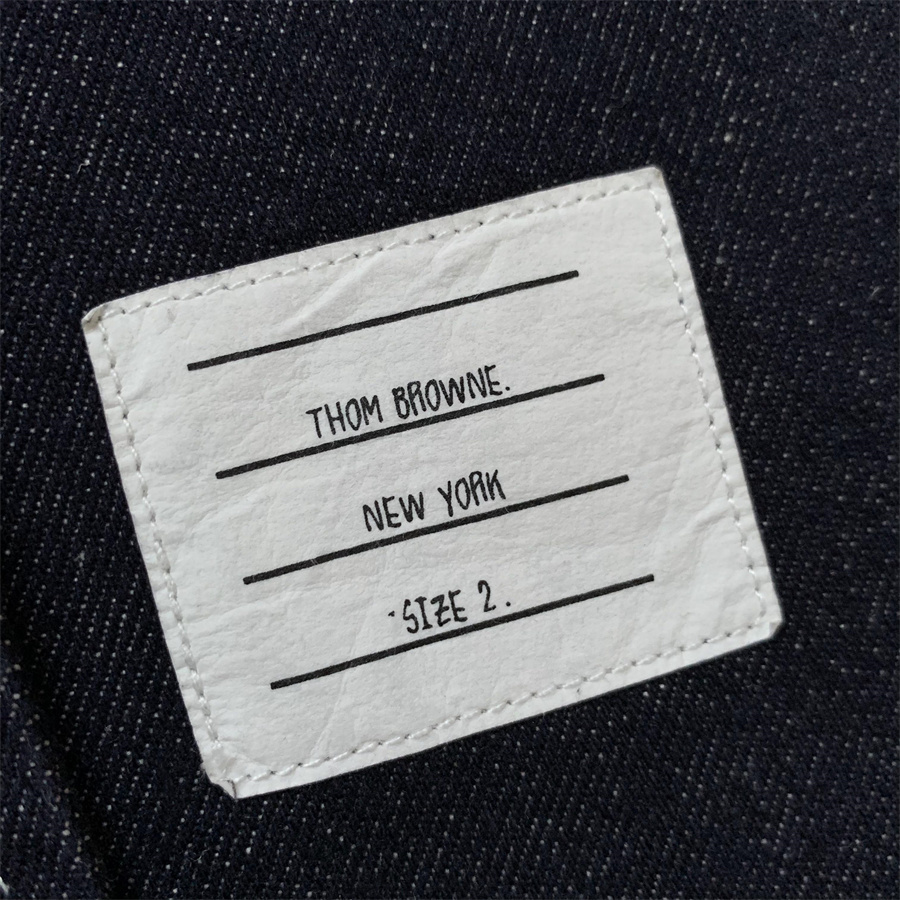 THOM BROWNE.
NEW YORK
SIZE 2.